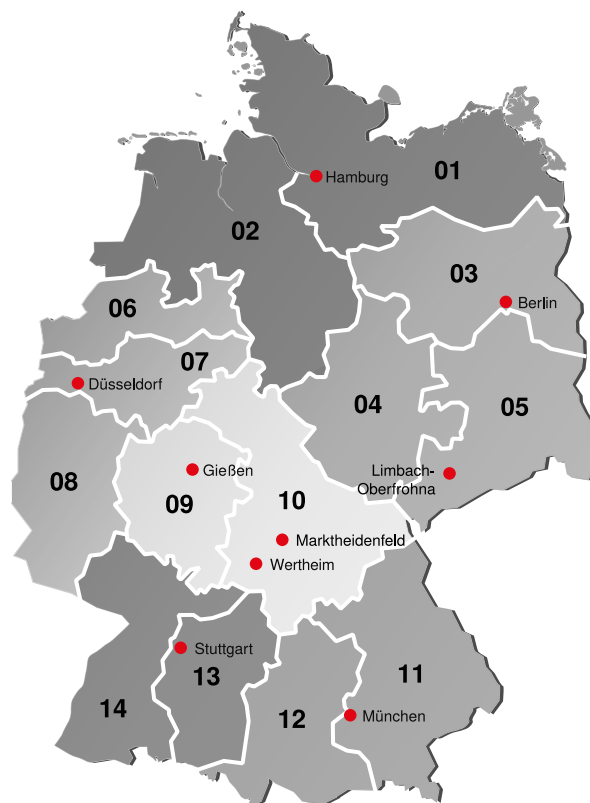 01
Hamburg
02
03
Berlin
06
07
Düsseldorf
04
05
Limbach-
Oberfrohna
Gießen
08
09
10
Marktheidenfeld
Wertheim
Stuttgart
13
11
14
12
München